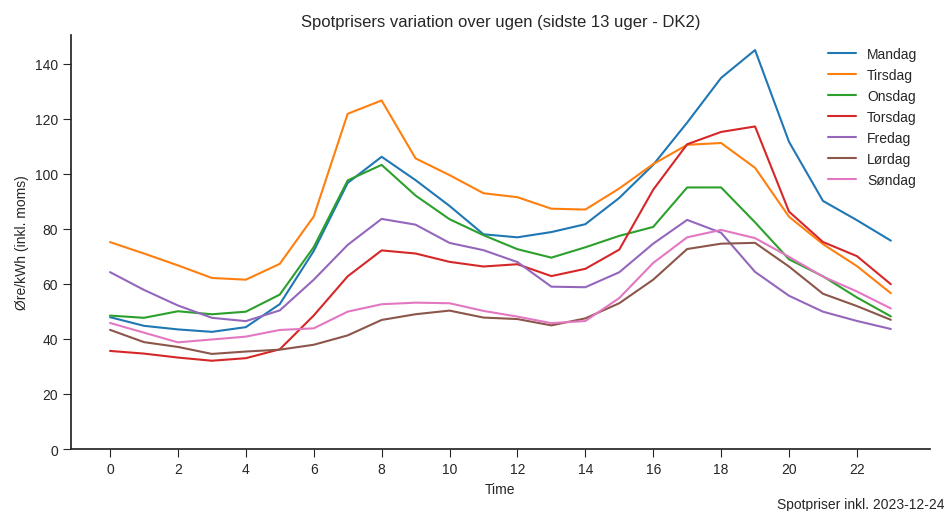 Spotprisers variation over ugen (sidste 13 uger - DK2)
Mandag
Tirsdag
Onsdag
Torsdag
Fredag
Lørdag
Søndag
140
120
100
80
60
40
20
0
Øre/kWh (inkl. moms)
0 2 4 6 8 10 12 14 16 18 20 22
Time
Spotpriser inkl. 2023-12-24